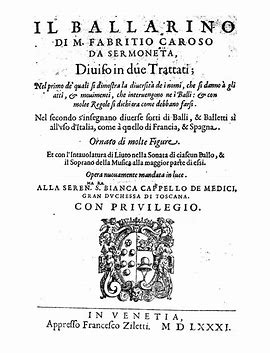 IL BALLARINO
DI M. FABRITIO CAROSO
DA SERMONETA,
Diuiso in due Trattati;
Nel primo de' quali si dimostra la diuersità de i nomi, che si danno à gli
atti, & mouimenti, che interuengono ne i Balli: & con
molte Regole si dichiara come debbano farsi.
Nel secondo s'insegnano diuerse sorti di Balli, & Balletti sì
all'vso d'Italia, come à quello di Francia, & Spagna.
Ornato di molte Figure.
Et con l'Intauolatura di Liuto nella Sonata di ciascun Ballo, &
il Soprano della Musica alla maggior parte di essi.
Opera nuouamente mandata in luce.
ALLA SEREN.MA S.RA BIANCA CAPPELLO DE MEDICI,
GRAN DVCHESSA DI TOSCANA.
CON PRIVILEGIO.
IN VENETIA,
Appresso Francesco Ziletti. M D LXXXI.